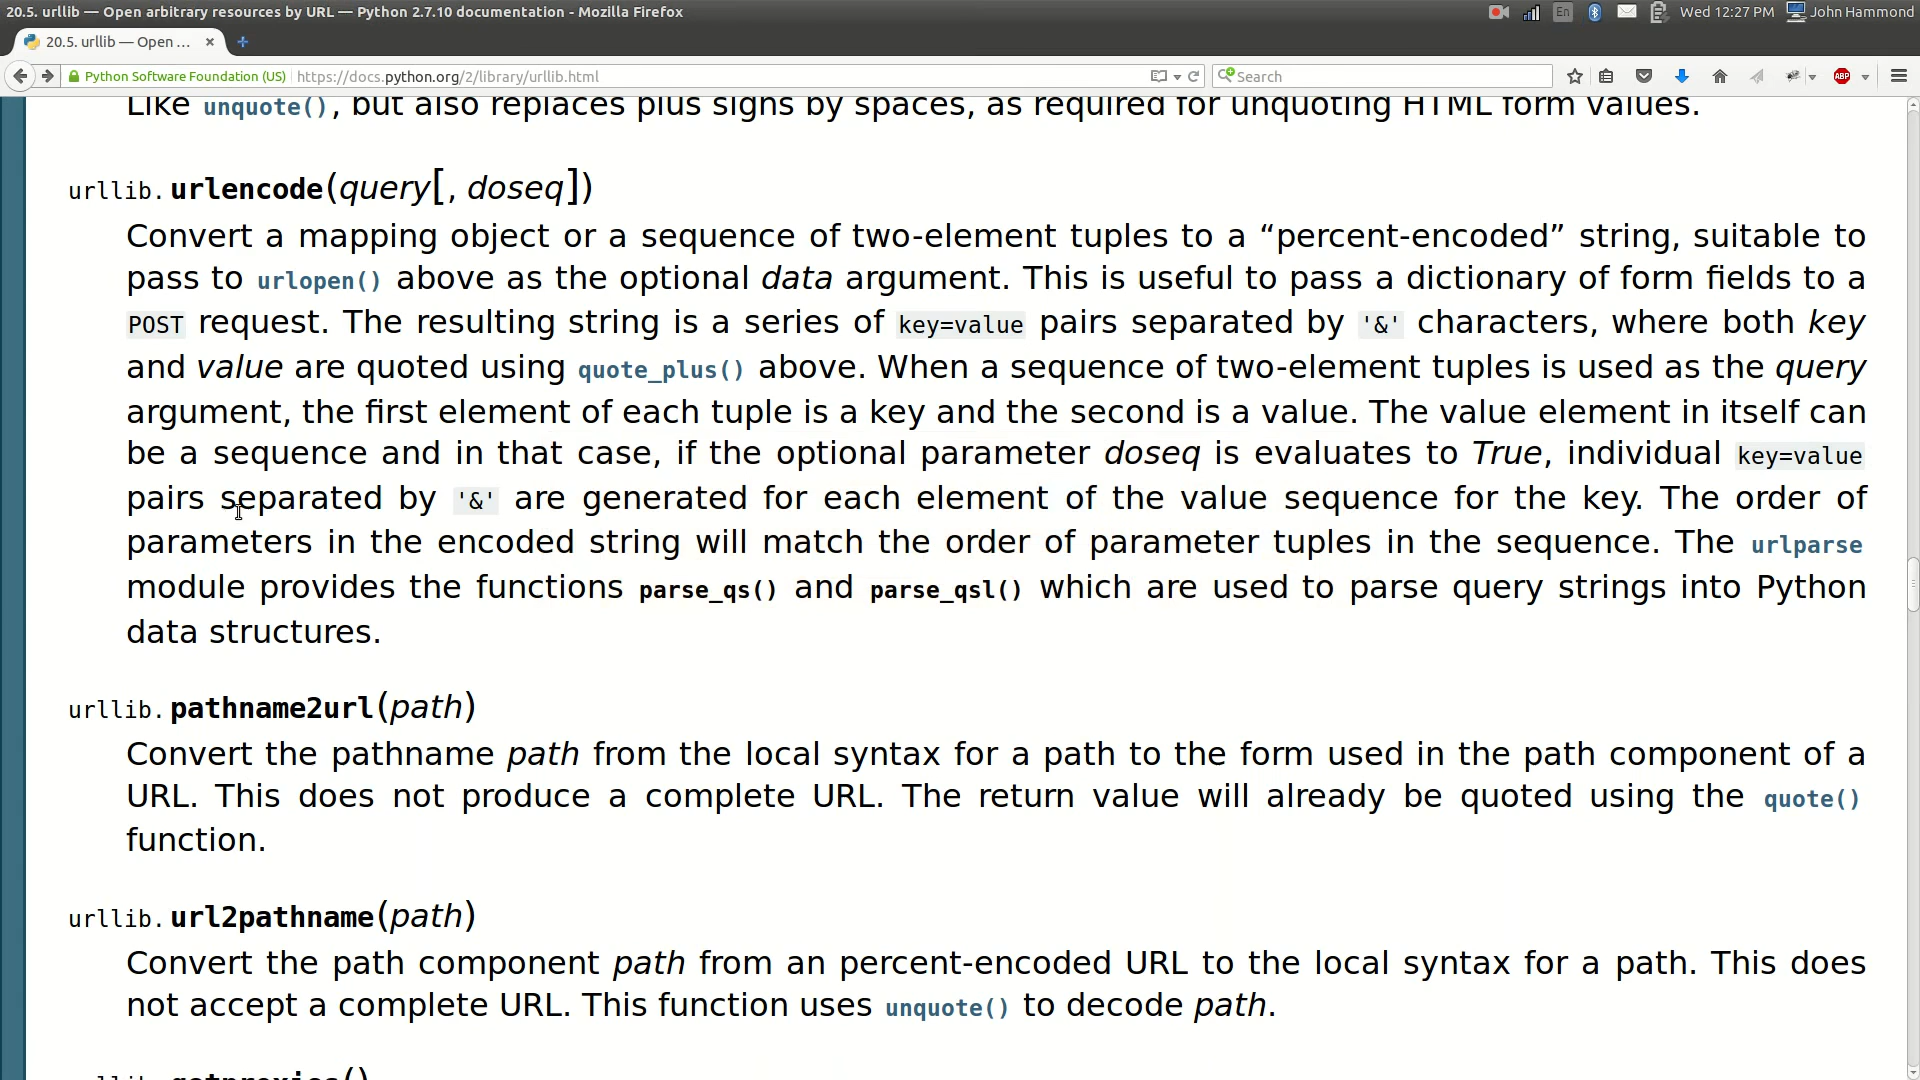 20.5. urllib — Open arbitrary resources by URL — Python 2.7.10 documentation - Mozilla Firefox
En
Wed 12:27 PM
John Hammond
20.5. urllib — Open ...
Python Software Foundation (US)
https://docs.python.org/2/library/urllib.html
Search
ABP
Like unquote(), but also replaces plus signs by spaces, as required for unquoting HTML form values.
urllib.urlencode(query[, doseq])
Convert a mapping object or a sequence of two-element tuples to a “percent-encoded” string, suitable to
pass to urlopen() above as the optional data argument. This is useful to pass a dictionary of form fields to a
POST request. The resulting string is a series of key=value pairs separated by '&' characters, where both key
and value are quoted using quote_plus() above. When a sequence of two-element tuples is used as the query
argument, the first element of each tuple is a key and the second is a value. The value element in itself can
be a sequence and in that case, if the optional parameter doseq is evaluates to True, individual key=value
pairs separated by '&' are generated for each element of the value sequence for the key. The order of
parameters in the encoded string will match the order of parameter tuples in the sequence. The urlparse
module provides the functions parse_qs() and parse_qsl() which are used to parse query strings into Python
data structures.
urllib.pathname2url(path)
Convert the pathname path from the local syntax for a path to the form used in the path component of a
URL. This does not produce a complete URL. The return value will already be quoted using the quote()
function.
urllib.url2pathname(path)
Convert the path component path from an percent-encoded URL to the local syntax for a path. This does
not accept a complete URL. This function uses unquote() to decode path.
urllib.getproxies()